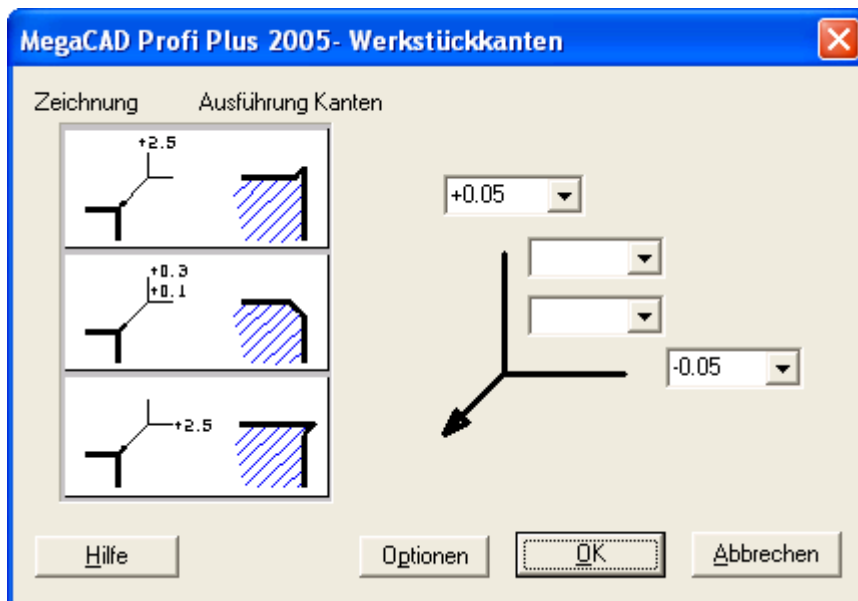 MegaCAD Profi Plus 2005- Werkstückkanten
Zeichnung Ausführung Kanten
+2.5
+0.3
+0.1
+2.5
+0.05
-0.05
Hilfe Optionen OK Abbrechen